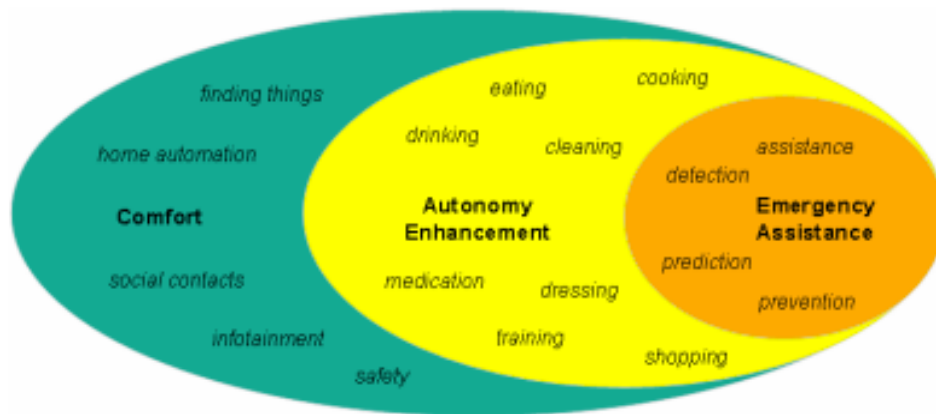 finding things
home automation
Comfort
social contacts
infotainment
safety
eating
cooking
drinking
cleaning
Autonomy
Enhancement
medication
dressing
training
shopping
assistance
detection
Emergency
Assistance
prediction
prevention